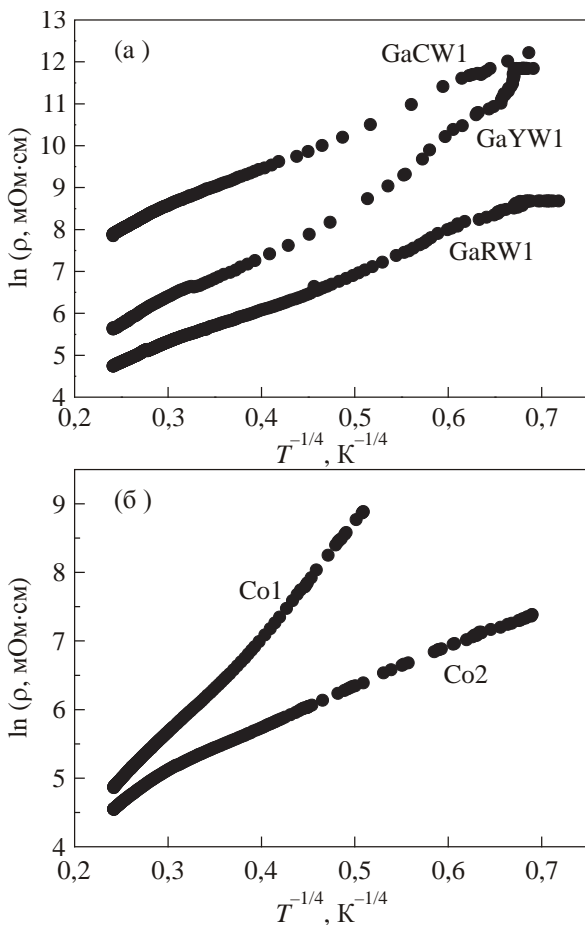 (а )
GaCW1
GaYW1
GaRW1
ln (ρ, мОм·см)
13
12
11
10
9
8
7
6
5
4
0,2 0,3 0,4 0,5 0,6 0,7
T^{–1/4}, К^{–1/4}
(б )
Co1
Co2
ln (ρ, мОм·см)
9
8
7
6
5
4
0,2 0,3 0,4 0,5 0,6 0,7
T^{–1/4}, К^{–1/4}